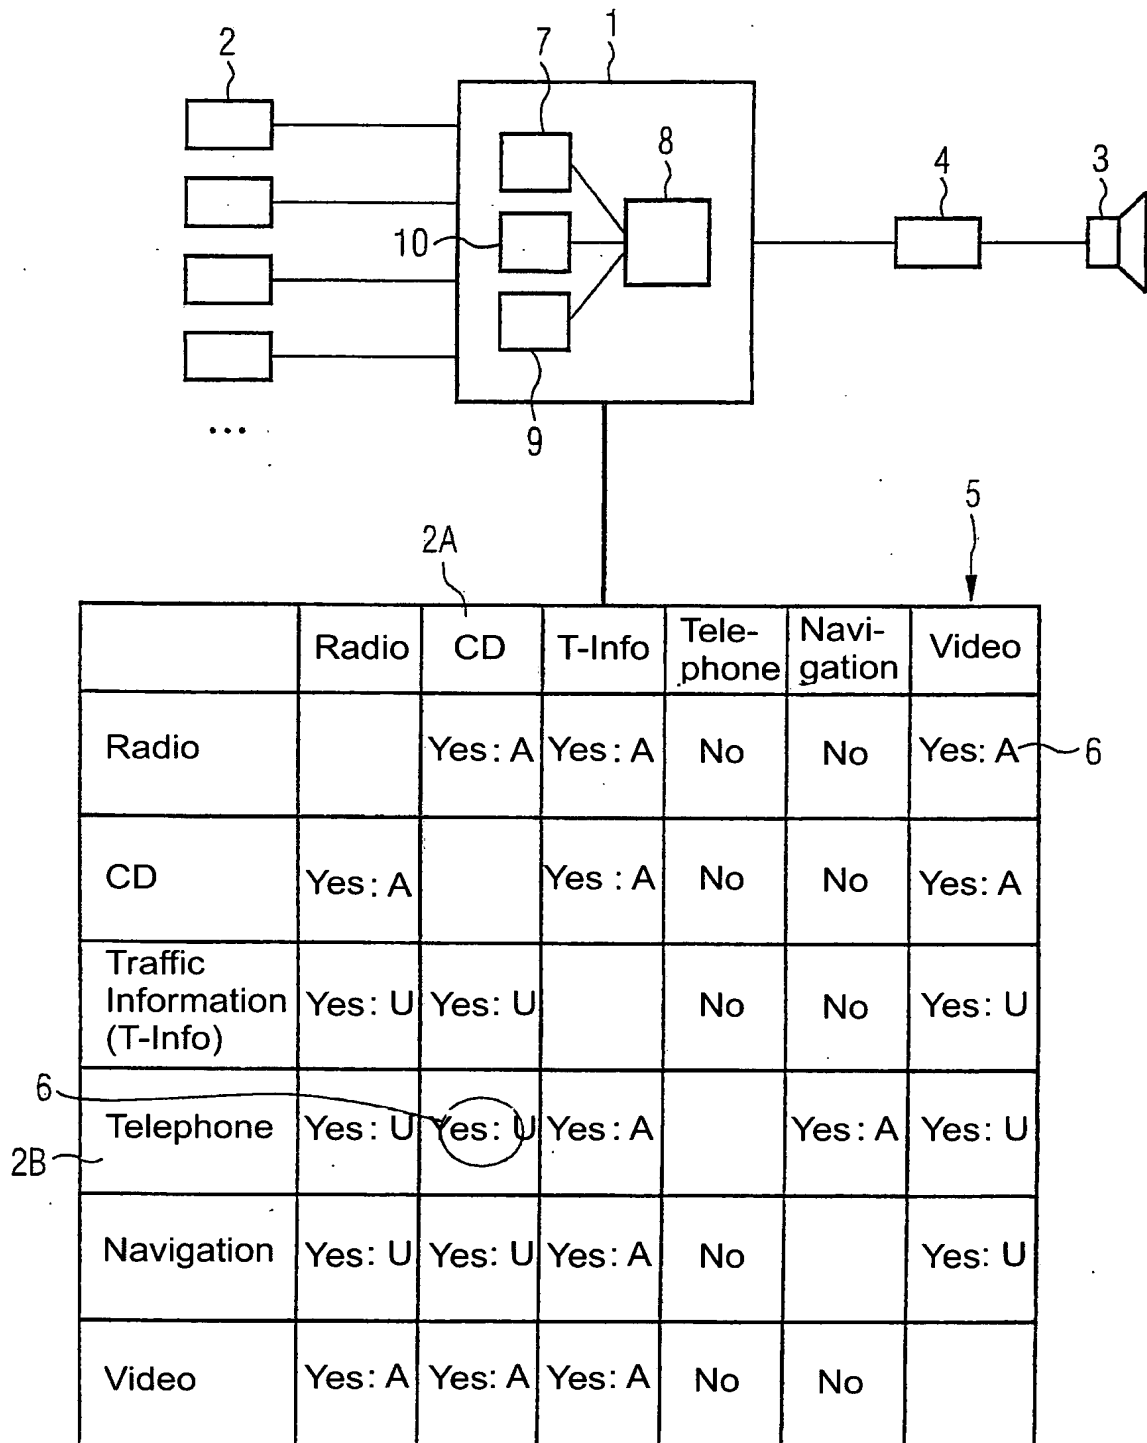 1
2
7
8
4
3
10
9
...
5
2A
Radio CD T-Info Tele-phone Navi-gation Video
Radio Yes: A Yes: A No No Yes: A 6
CD Yes: A Yes : A No No Yes: A
Traffic
Information
(T-Info) Yes: U Yes: U No No Yes: U
6
Telephone Yes: U Yes: U Yes: A Yes: A Yes: U
2B
Navigation Yes: U Yes: U Yes: A No Yes: U
Video Yes: A Yes: A Yes: A No No